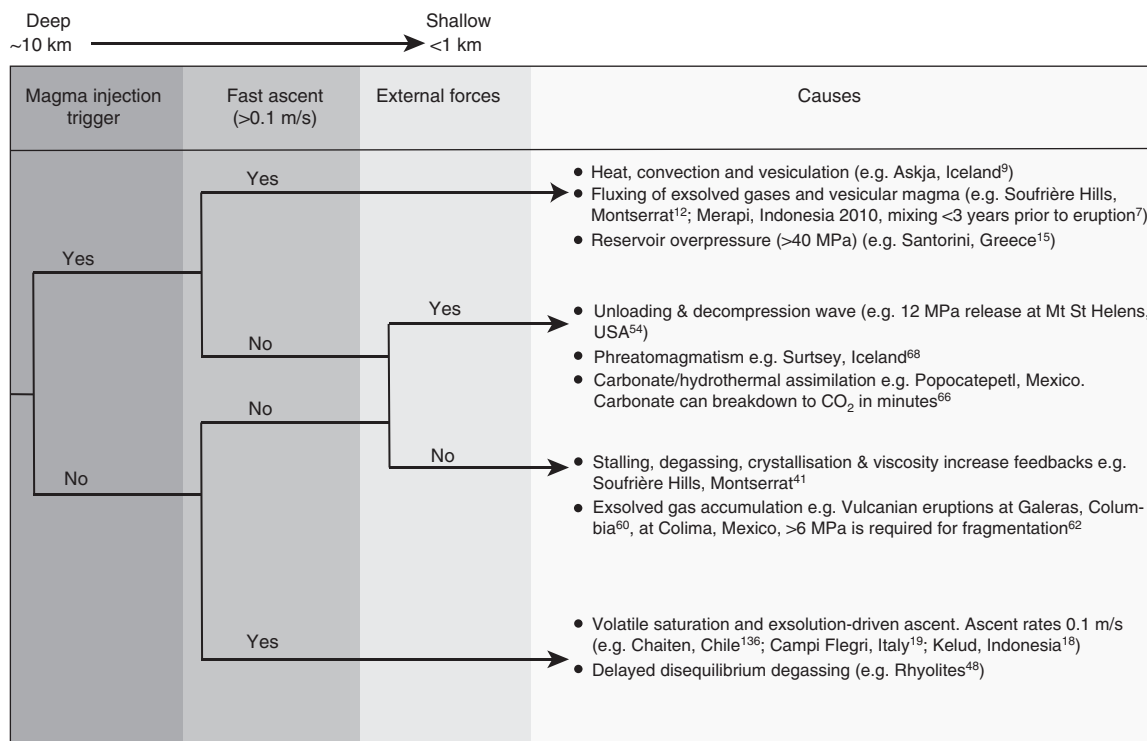 Deep
~10 km
Shallow
<1 km
Magma injection
trigger
Fast ascent
(>0.1 m/s)
External forces
Causes
Yes
• Heat, convection and vesiculation (e.g. Askja, Iceland⁹)
• Fluxing of exsolved gases and vesicular magma (e.g. Soufrière Hills,
Montserrat¹²; Merapi, Indonesia 2010, mixing <3 years prior to eruption⁷)
• Reservoir overpressure (>40 MPa) (e.g. Santorini, Greece¹⁵)
Yes
Yes
• Unloading & decompression wave (e.g. 12 MPa release at Mt St Helens,
USA⁵⁴)
No
• Phreatomagmatism e.g. Surtsey, Iceland⁶⁸
• Carbonate/hydrothermal assimilation e.g. Popocatepetl, Mexico.
Carbonate can breakdown to CO₂ in minutes⁶⁶
No
No
No
• Stalling, degassing, crystallisation & viscosity increase feedbacks e.g.
Soufrière Hills, Montserrat⁴¹
• Exsolved gas accumulation e.g. Vulcanian eruptions at Galeras, Colum-
bia⁶⁰, at Colima, Mexico, >6 MPa is required for fragmentation⁶²
Yes
• Volatile saturation and exsolution-driven ascent. Ascent rates 0.1 m/s
(e.g. Chaiten, Chile¹³⁶; Campi Flegri, Italy¹⁹; Kelud, Indonesia¹⁸)
• Delayed disequilibrium degassing (e.g. Rhyolites⁴⁸)